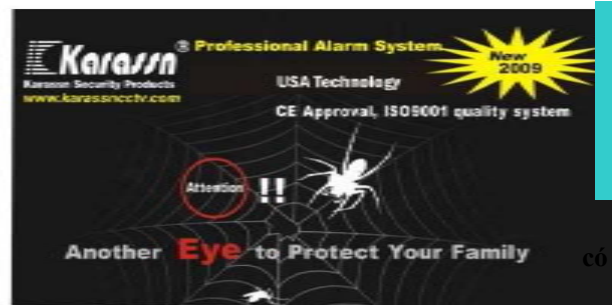 Karassn ® Professional Alarm System
New
2009
Karassn Security Products
USA Technology
www.karassncctv.com
CE Approval, ISO9001 quality system
Attention !!
Another Eye to Protect Your Family
có